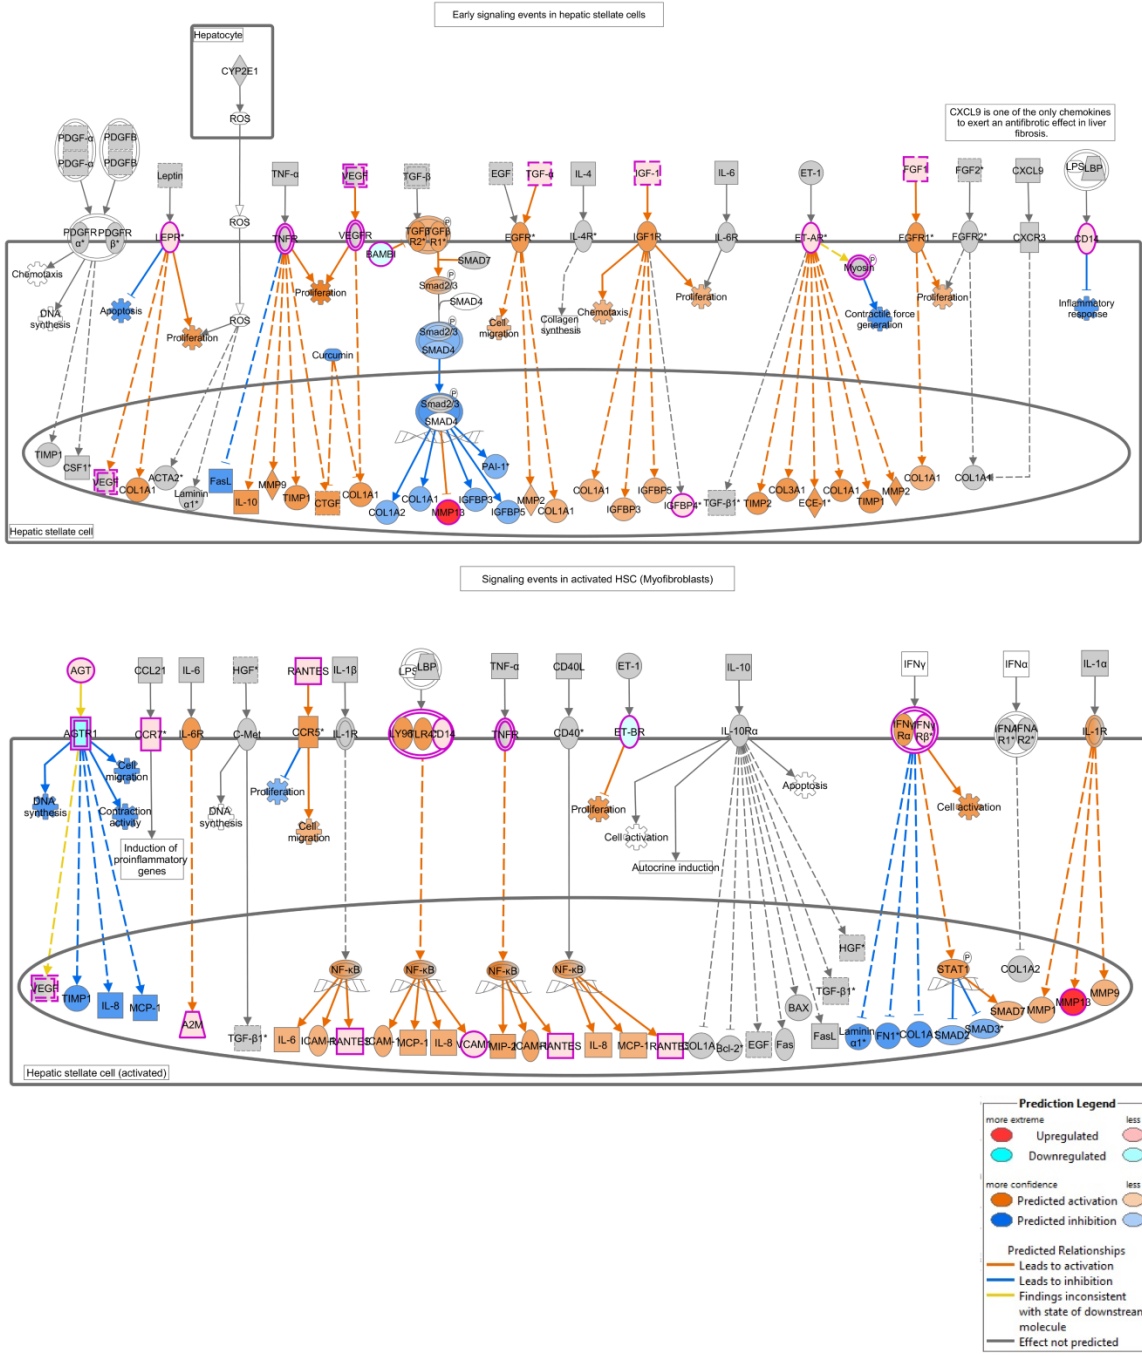 Early signaling events in hepatic stellate cells
Hepatocyte
CYP2E1
ROS
CXCL9 is one of the only chemokines
to exert an antifibrotic effect in liver
fibrosis.
PDGF-α
PDGF-α
PDGFB
PDGFB
Leptin
TNF-α
VEGF
TGF-β
EGF
TGF-α
IL-4
IGF-1
IL-6
ET-1
FGF1
FGF2*
CXCL9
LPS
LBP
ROS
PDGFR
α*
PDGFR
β*
LEPR*
TNFR
VEGFR
BAMBI
TGFβ
R2*
TGFβ
R1*
P
EGFR*
IL-4R*
IGF1R
IL-6R
ET-AR*
FGFR1*
FGFR2*
CXCR3
CD14
SMAD7
Myosin
P
Chemotaxis
DNA
synthesis
Apoptosis
Proliferation
ROS
Proliferation
Smad2/3
P
SMAD4
Cell
migration
Collagen
synthesis
Chemotaxis
Proliferation
Contractile force
generation
Proliferation
Inflammatory
response
Curcumin
Smad2/3
P
SMAD4
Smad2/3
P
SMAD4
TIMP1
CSF1*
VEGF
COL1A1
ACTA2*
Laminin
α1*
FasL
IL-10
MMP9
TIMP1
CTGF
COL1A1
COL1A2
COL1A1
MMP13
IGFBP3*
IGFBP5
PAI-1*
MMP2
COL1A1
COL1A1
IGFBP3
IGFBP5
IGFBP4*
TGF-β1*
TIMP2
COL3A1
ECE-1*
COL1A1
TIMP1
MMP2
COL1A1
COL1A1
Hepatic stellate cell
Signaling events in activated HSC (Myofibroblasts)
AGT
CCL21
IL-6
HGF*
RANTES
IL-1β
LPS
LBP
TNF-α
CD40L
ET-1
IL-10
IFNγ
IFNα
IL-1α
AGTR1
CCR7*
IL-6R
C-Met
CCR5*
IL-1R
LY96
TLR4
CD14
TNFR
CD40*
ET-BR
IL-10Rα
IFNγ
Rα
IFNγ
Rβ*
IFNA
R1*
IFNA
R2*
IL-1R
Cell
migration
DNA
synthesis
Contraction
activity
Induction of
proinflammatory
genes
DNA
synthesis
Proliferation
Cell
migration
Proliferation
Cell activation
Autocrine induction
Apoptosis
Cell activation
VEGF
TIMP1
IL-8
MCP-1
A2M
TGF-β1*
NF-κB
NF-κB
NF-κB
NF-κB
IL-6
ICAM-1
RANTES
ICAM-1
MCP-1
IL-8
VCAM1
MIP-2
ICAM-1
RANTES
IL-8
MCP-1
RANTES
COL1A1
Bcl-2*
EGF
Fas
BAX
FasL
TGF-β1*
HGF*
Laminin
α1*
FN1*
COL1A1
STAT1
P
SMAD2
SMAD3*
SMAD7
COL1A2
MMP1
MMP13
MMP9
Hepatic stellate cell (activated)
Prediction Legend
more extreme less
Upregulated
Downregulated
more confidence less
Predicted activation
Predicted inhibition
Predicted Relationships
Leads to activation
Leads to inhibition
Findings inconsistent
with state of downstream
molecule
Effect not predicted